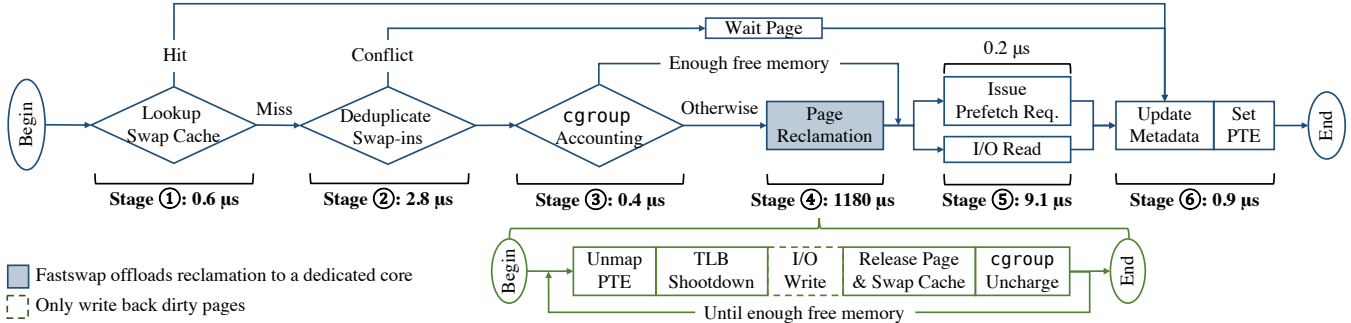 Wait Page
Hit
Conflict
Enough free memory
0.2 µs
Begin
Lookup
Swap Cache
Miss
Deduplicate
Swap-ins
cgroup
Accounting
Otherwise
Page
Reclamation
Issue
Prefetch Req.
I/O Read
Update
Metadata
Set
PTE
End
Stage ①: 0.6 µs
Stage ②: 2.8 µs
Stage ③: 0.4 µs
Stage ④: 1180 µs
Stage ⑤: 9.1 µs
Stage ⑥: 0.9 µs
Begin
Unmap
PTE
TLB
Shootdown
I/O
Write
Release Page
& Swap Cache
cgroup
Uncharge
End
Until enough free memory
Fastswap offloads reclamation to a dedicated core
Only write back dirty pages